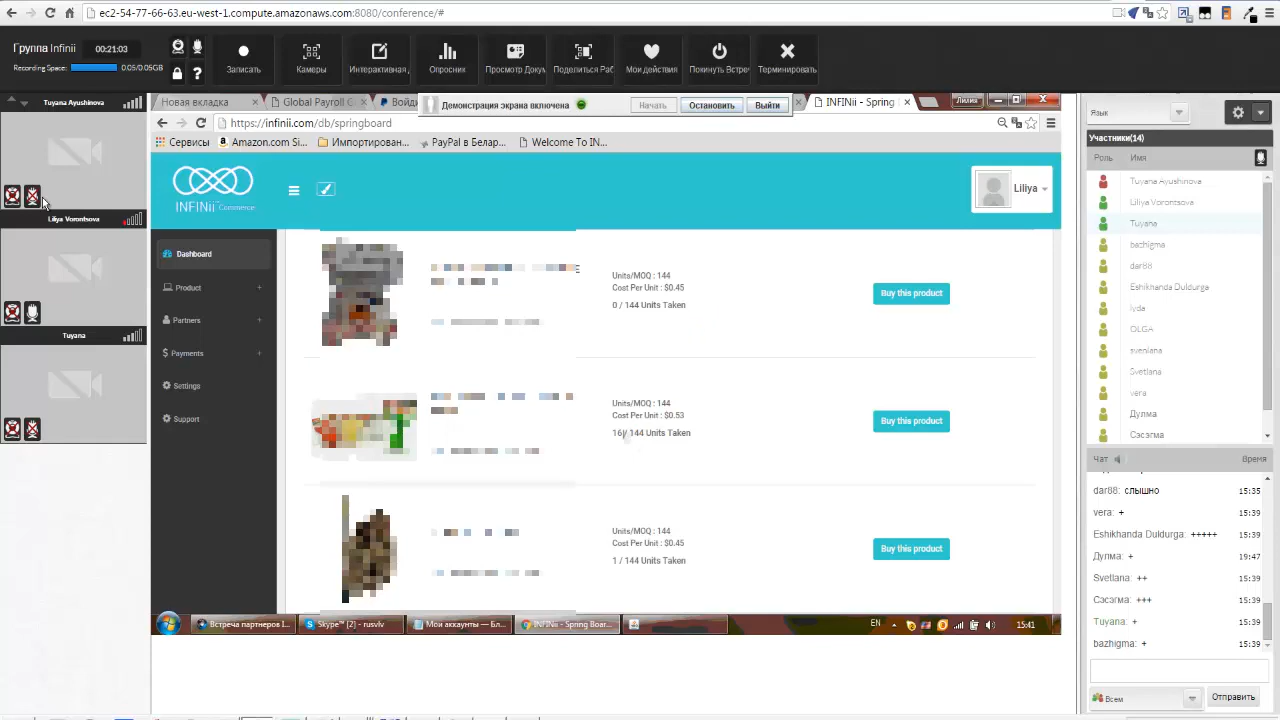 ec2-54-77-66-63.eu-west-1.compute.amazonaws.com:8080/conference/#
Группа Infinii
00:21:03
Recording Space:
0.05/0.05GB
Записать
Камеры
Интерактивная
Опросник
Просмотр Доку
Поделиться Раб
Мои действия
Покинуть Встре
Терминировать
Tuyana Ayushinova
Liliya Vorontsova
Tuyana
Новая вкладка
Global Payroll
Войди
Демонстрация экрана включена
Начать
Остановить
Выйти
INFINii - Spring
Лилия
https://infinii.com/db/springboard
Сервисы
Amazon.com Si...
Импортирован...
PayPal в Белар...
Welcome To IN...
INFINii Commerce
Liliya
Dashboard
Product
Partners
Payments
Settings
Support
Units/MOQ : 144
Cost Per Unit : $0.45
0 / 144 Units Taken
Buy this product
Units/MOQ : 144
Cost Per Unit : $0.53
16 / 144 Units Taken
Buy this product
Units/MOQ : 144
Cost Per Unit : $0.45
1 / 144 Units Taken
Buy this product
Встреча партнеров I...
Skype™ [2] - rusvlv
Мои аккаунты — Бл...
INFINii - Spring Boar...
EN
15:41
Язык
Участники(14)
Роль
Имя
Tuyana Ayushinova
Liliya Vorontsova
Tuyana
bazhigma
dar88
Eshikhanda Duldurga
lyda
OLGA
svenlana
Svetlana
vera
Дулма
Сэсэгма
Чат
Время
dar88: слышно 15:35
vera: + 15:39
Eshikhanda Duldurga: +++++ 15:39
Дулма: + 19:47
Svetlana: ++ 15:39
Сэсэгма: +++ 15:39
Tuyana: + 15:39
bazhigma: + 15:39
Всем
Отправить